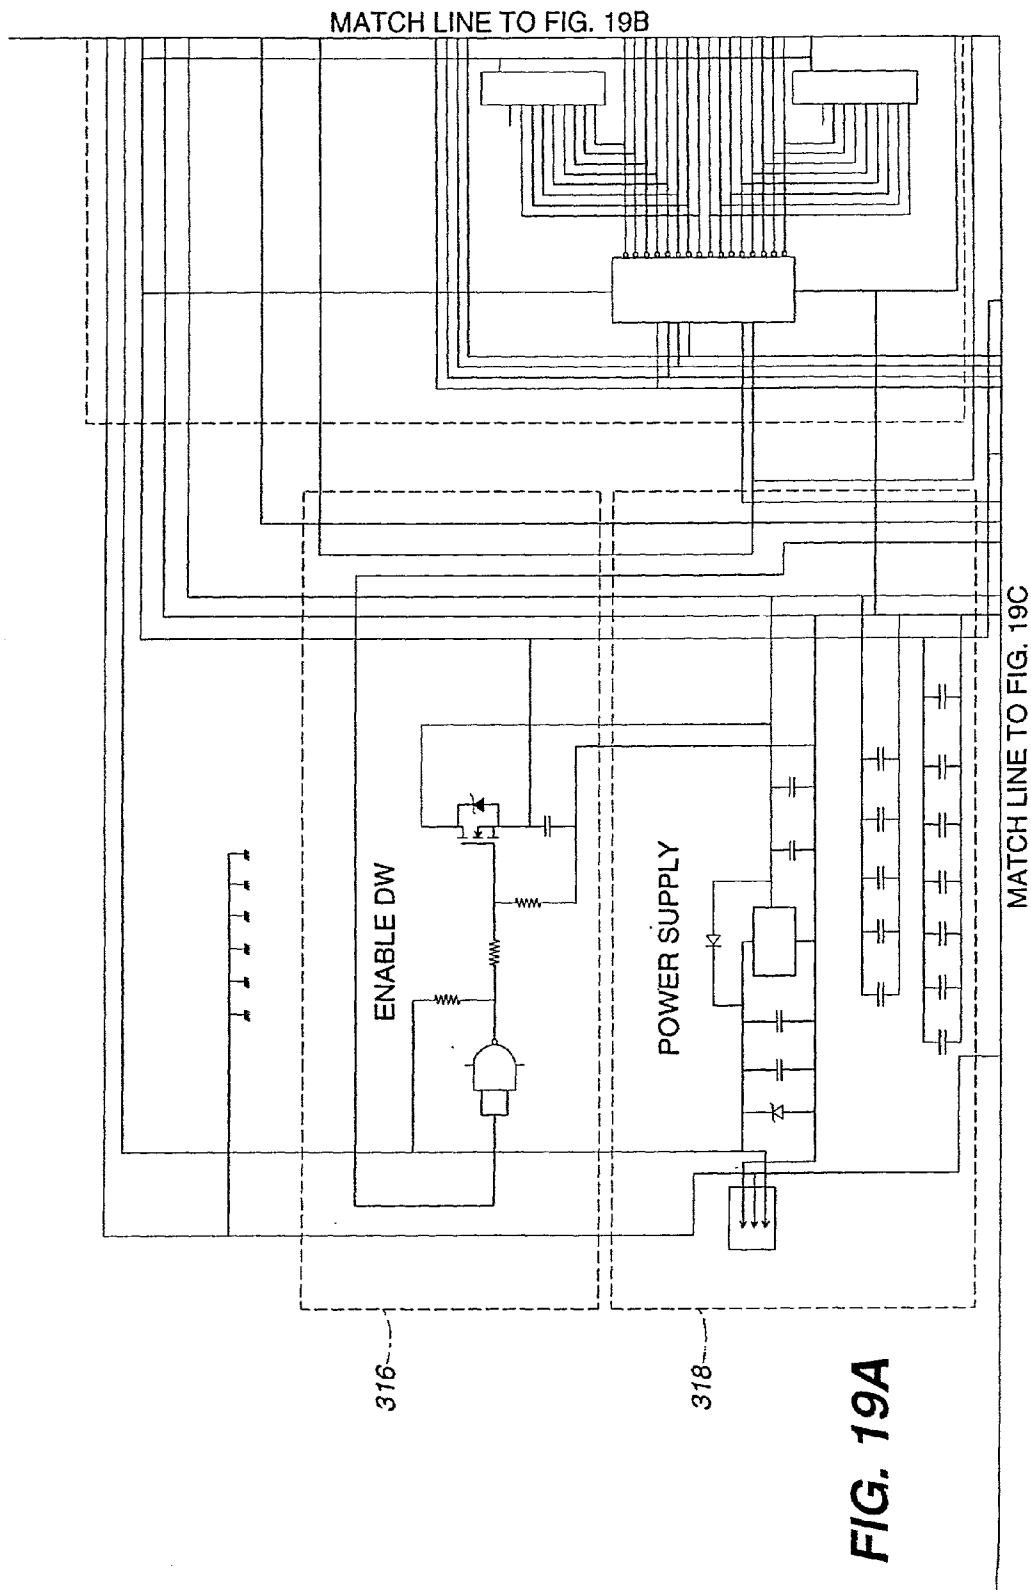 MATCH LINE TO FIG. 19B
ENABLE DW
POWER SUPPLY
MATCH LINE TO FIG. 19C
316
318
FIG. 19A